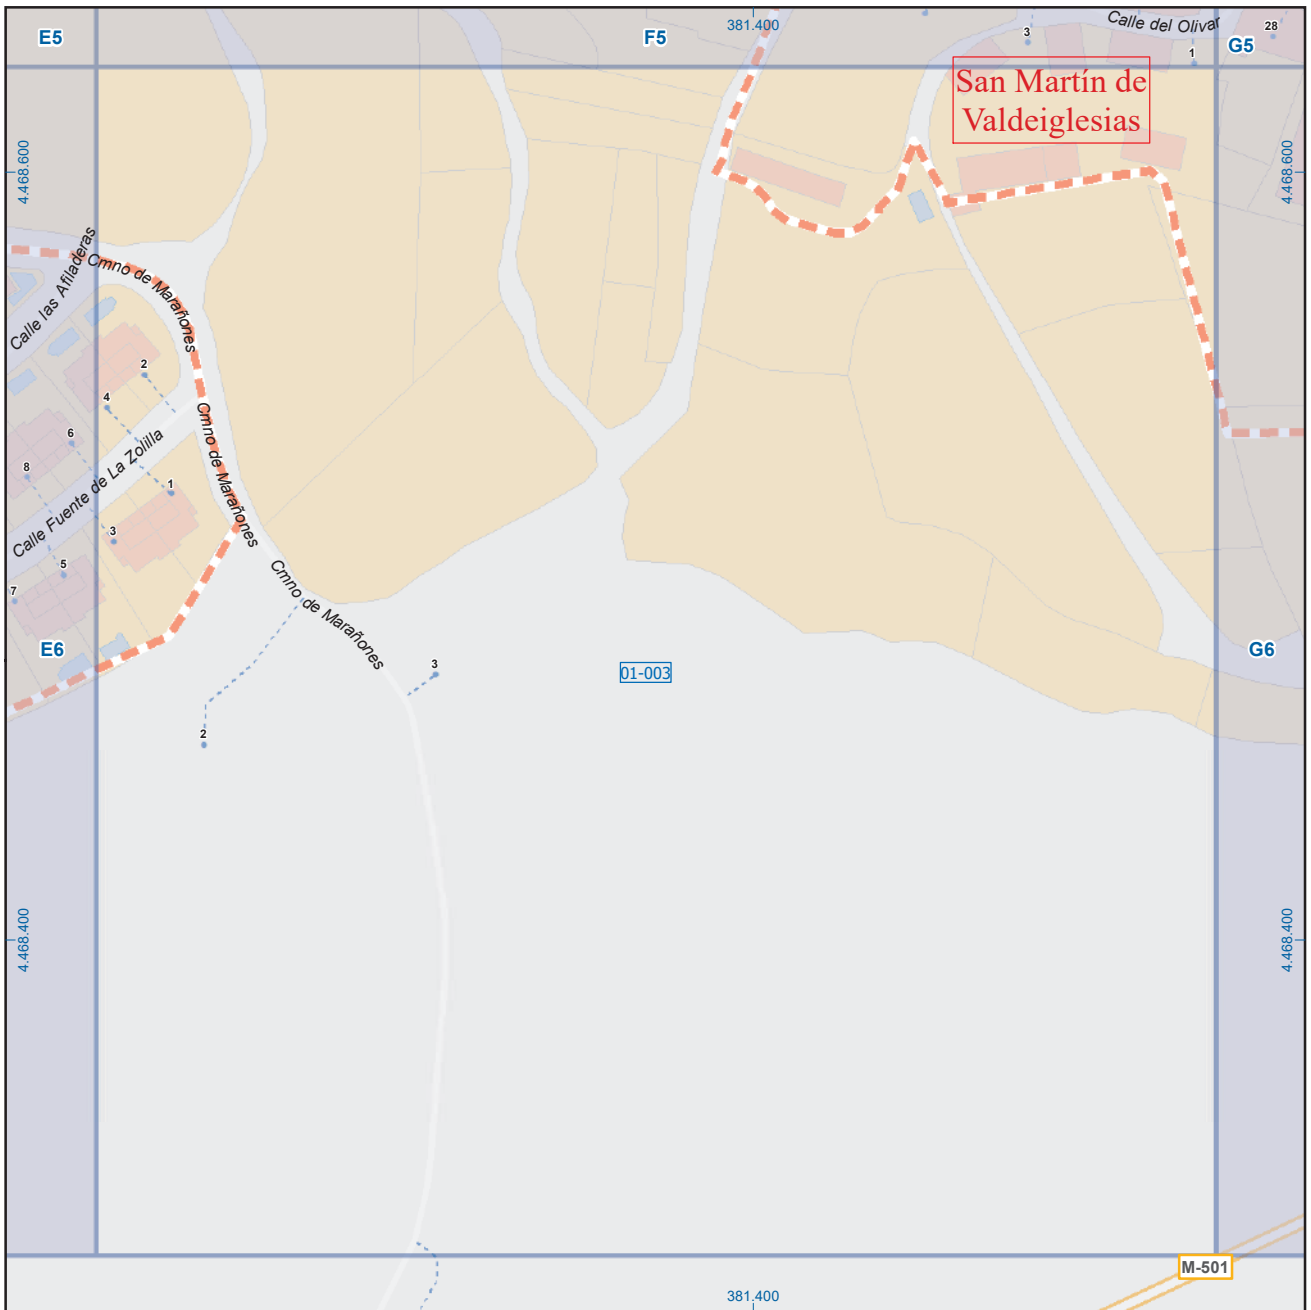 E5
F5
381.400
3
Calle del Olivar
1
G5
28
San Martín de
Valdeiglesias
4.468.600
4.468.600
Calle las Afiladeras
Cmno de Marañones
2
4
6
8
Calle Fuente de La Zolilla
Cmno de Marañones
1
3
5
7
Cmno de Marañones
E6
01-003
G6
3
2
4.468.400
4.468.400
M-501
381.400